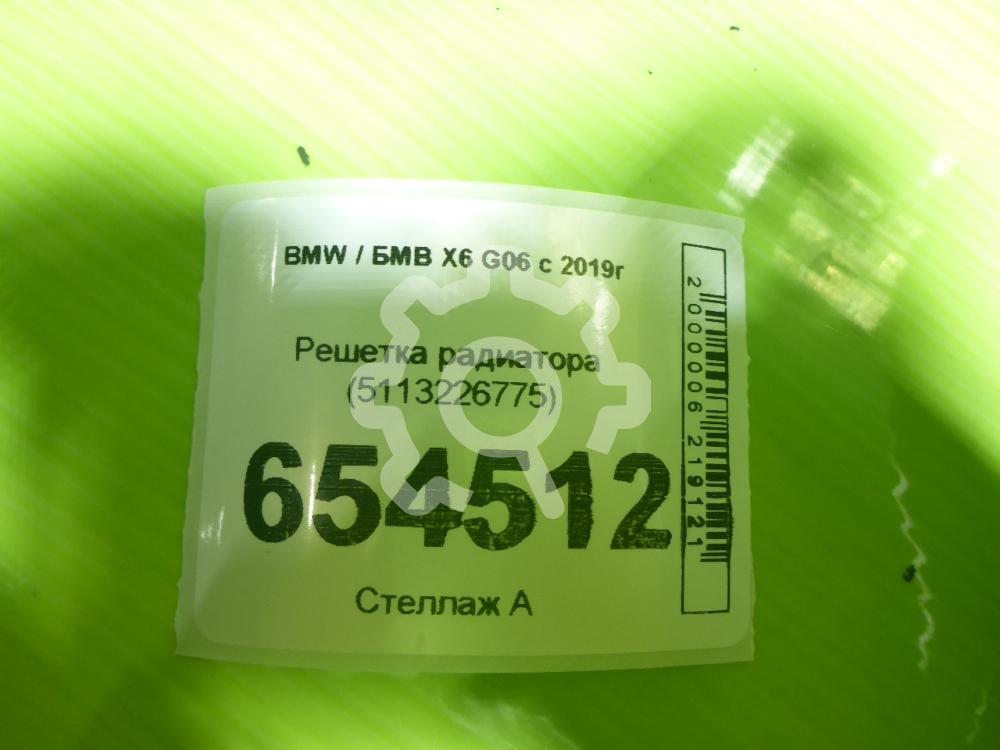 BMW / БМВ X6 G06 с 2019г
Решетка радиатора
(5113226775)
654512
Стеллаж А
2000006219121